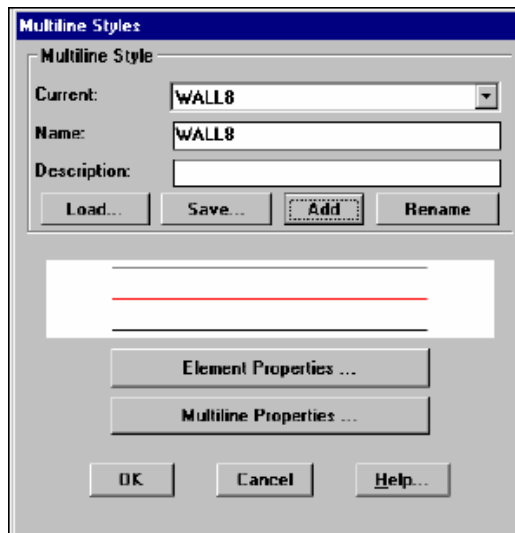 Multiline Styles
Multiline Style
Current: WALL8
Name: WALL8
Description:
Load... Save... Add Rename
Element Properties ...
Multiline Properties ...
OK Cancel Help...